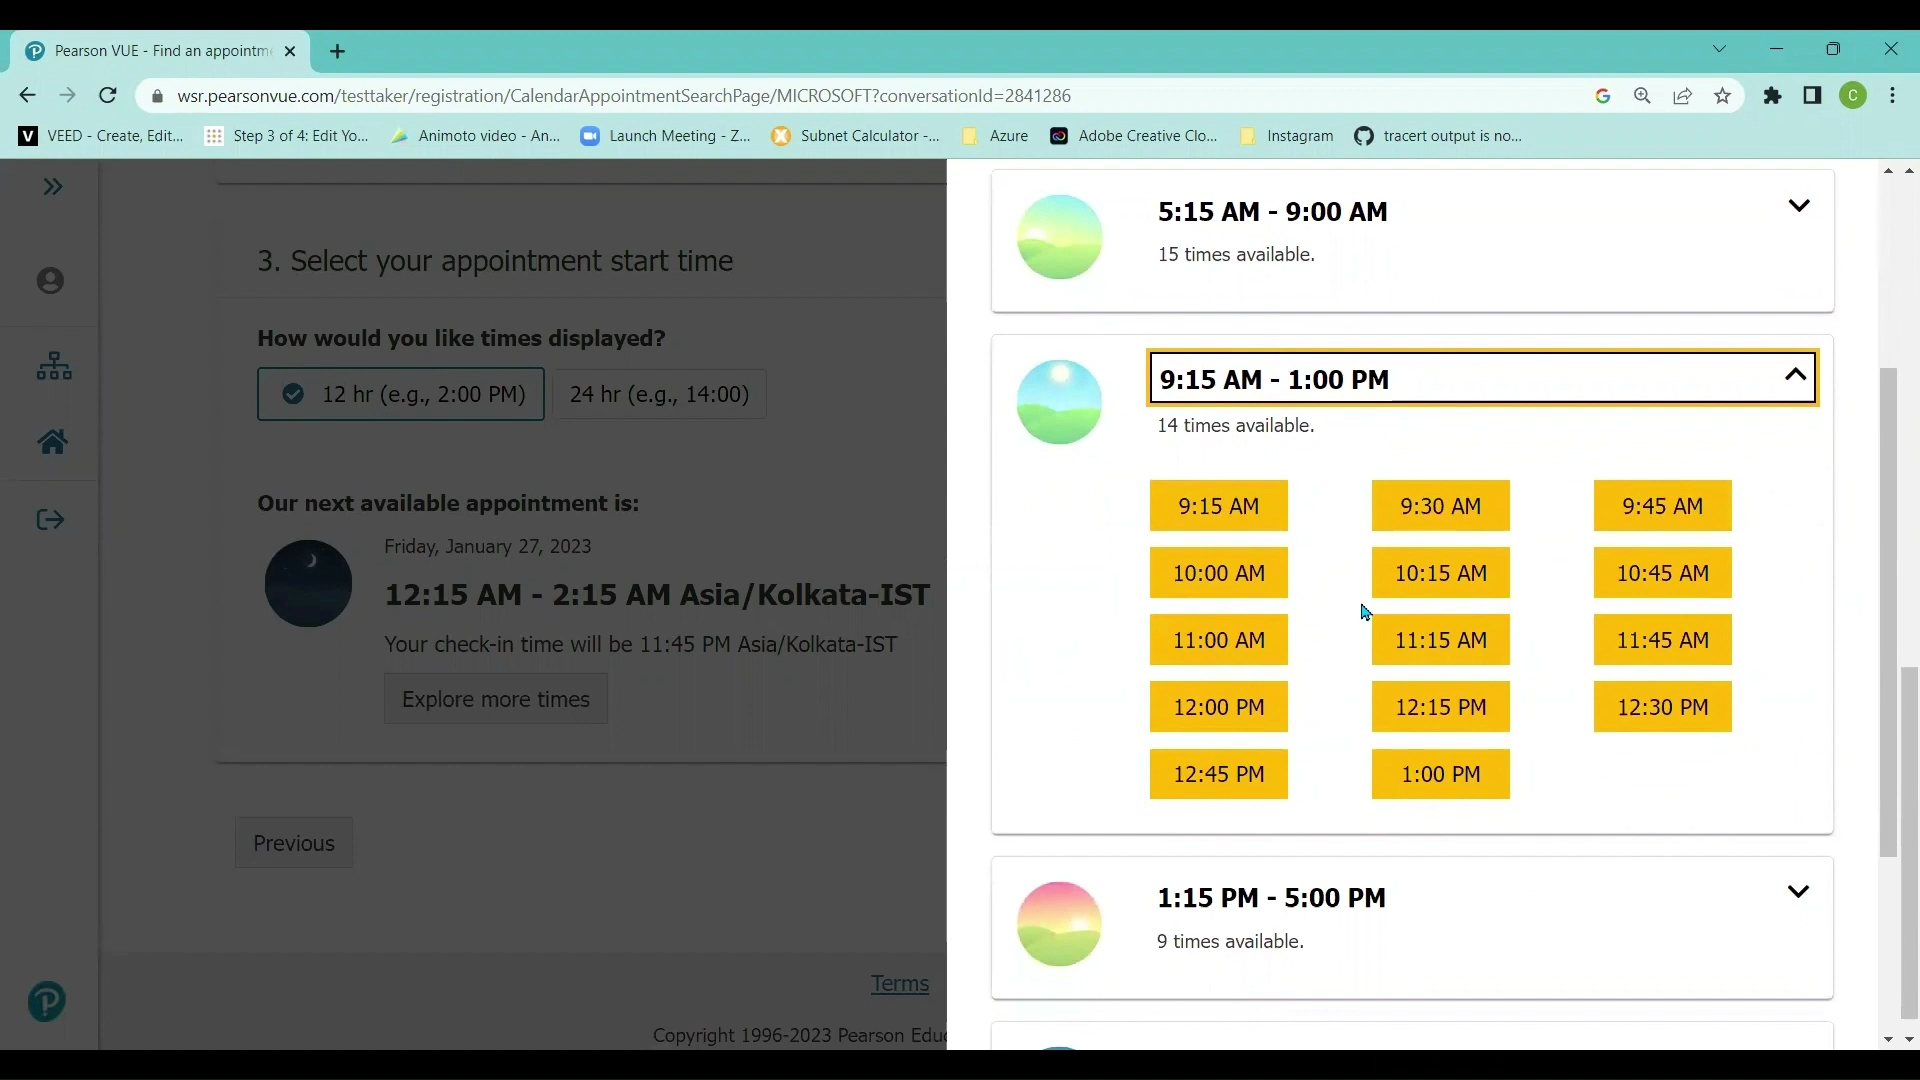 Pearson VUE - Find an appointme
wsr.pearsonvue.com/testtaker/registration/CalendarAppointmentSearchPage/MICROSOFT?conversationId=2841286
C
VEED - Create, Edit...
Step 3 of 4: Edit Yo...
Animoto video - An...
Launch Meeting - Z...
Subnet Calculator -...
Azure
Adobe Creative Clo...
Instagram
tracert output is no...
3. Select your appointment start time
How would you like times displayed?
12 hr (e.g., 2:00 PM)
24 hr (e.g., 14:00)
Our next available appointment is:
Friday, January 27, 2023
12:15 AM - 2:15 AM Asia/Kolkata-IST
Your check-in time will be 11:45 PM Asia/Kolkata-IST
Explore more times
Previous
Terms
Copyright 1996-2023 Pearson Edu
5:15 AM - 9:00 AM
15 times available.
9:15 AM - 1:00 PM
14 times available.
9:15 AM 9:30 AM 9:45 AM
10:00 AM 10:15 AM 10:45 AM
11:00 AM 11:15 AM 11:45 AM
12:00 PM 12:15 PM 12:30 PM
12:45 PM 1:00 PM
1:15 PM - 5:00 PM
9 times available.